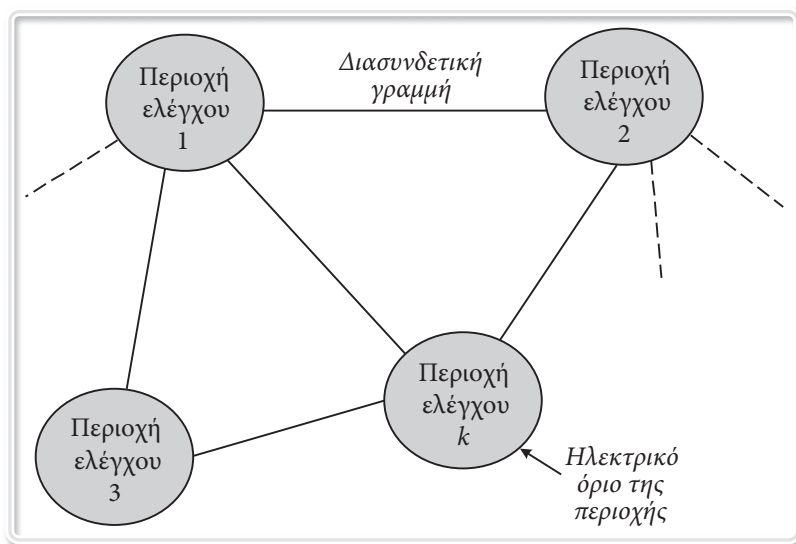 Περιοχή
ελέγχου
1
Διασυνδετική
γραμμή
Περιοχή
ελέγχου
2
Περιοχή
ελέγχου
3
Περιοχή
ελέγχου
k
Ηλεκτρικό
όριο της
περιοχής